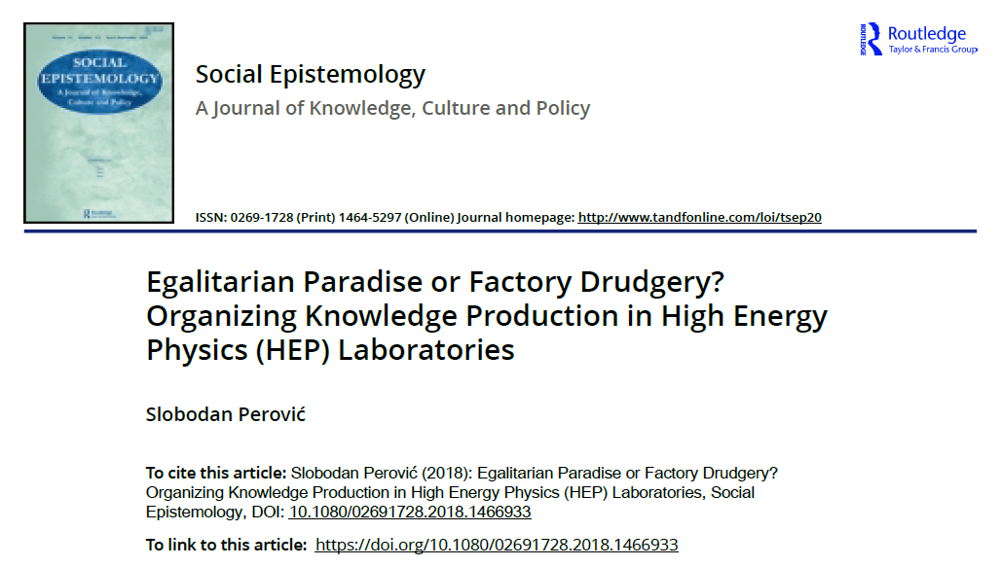 ROUTLEDGE
Routledge
Taylor & Francis Group
SOCIAL
EPISTEMOLOGY
A Journal of Knowledge,
Culture and Policy
Routledge
Social Epistemology
A Journal of Knowledge, Culture and Policy
ISSN: 0269-1728 (Print) 1464-5297 (Online) Journal homepage: http://www.tandfonline.com/loi/tsep20
Egalitarian Paradise or Factory Drudgery?
Organizing Knowledge Production in High Energy
Physics (HEP) Laboratories
Slobodan Perović
To cite this article: Slobodan Perović (2018): Egalitarian Paradise or Factory Drudgery?
Organizing Knowledge Production in High Energy Physics (HEP) Laboratories, Social
Epistemology, DOI: 10.1080/02691728.2018.1466933
To link to this article: https://doi.org/10.1080/02691728.2018.1466933